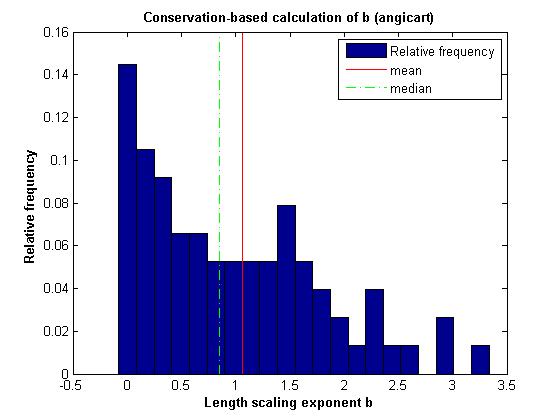 Conservation-based calculation of b (angicart)
0.16
0.14
0.12
0.1
0.08
0.06
0.04
0.02
0
Relative frequency
Relative frequency
mean
median
-0.5 0 0.5 1 1.5 2 2.5 3 3.5
Length scaling exponent b